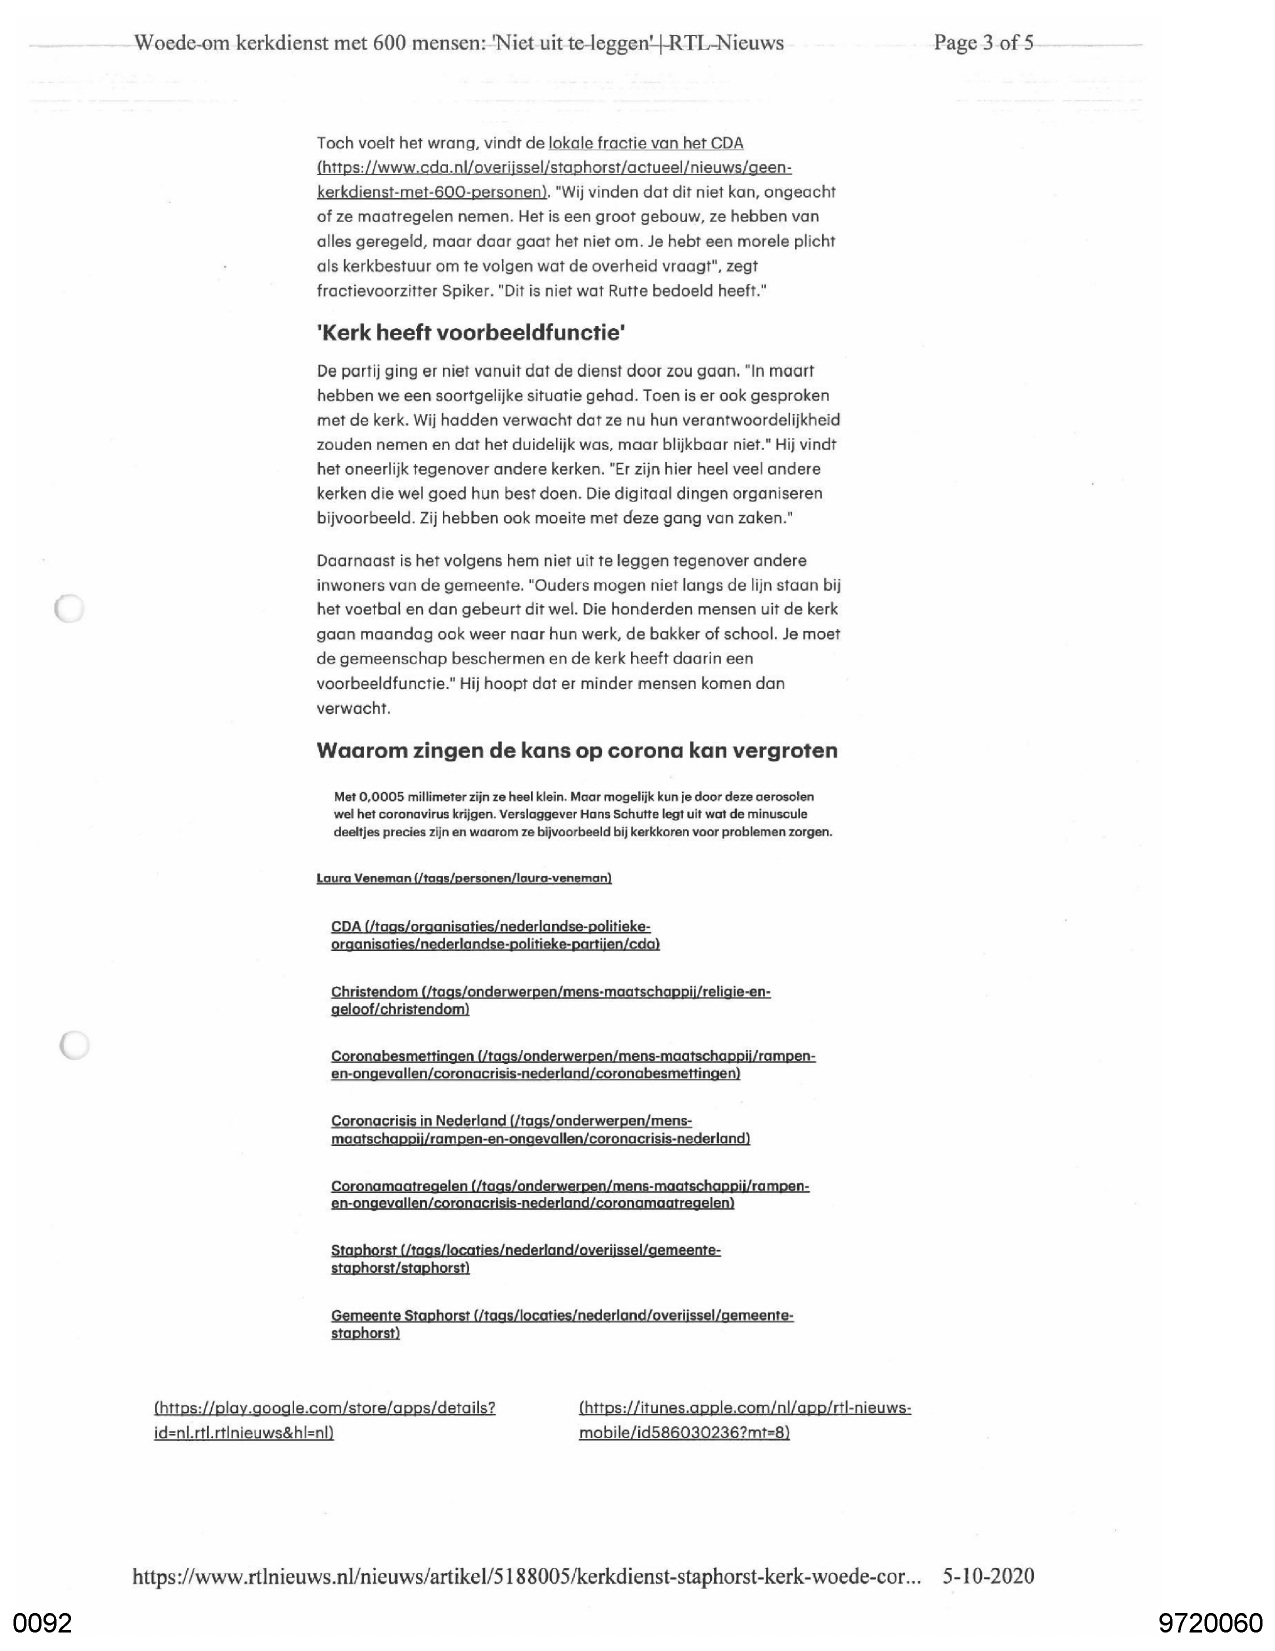 Woede om kerkdienst met 600 mensen: 'Niet uit te leggen' | RTL Nieuws Page 3 of 5
Toch voelt het wrang, vindt de lokale fractie van het CDA
(https://www.cda.nl/overijssel/staphorst/actueel/nieuws/geen-
kerkdienst-met-600-personen). "Wij vinden dat dit niet kan, ongeacht
of ze maatregelen nemen. Het is een groot gebouw, ze hebben van
alles geregeld, maar daar gaat het niet om. Je hebt een morele plicht
als kerkbestuur om te volgen wat de overheid vraagt", zegt
fractievoorzitter Spiker. "Dit is niet wat Rutte bedoeld heeft."
'Kerk heeft voorbeeldfunctie'
De partij ging er niet vanuit dat de dienst door zou gaan. "In maart
hebben we een soortgelijke situatie gehad. Toen is er ook gesproken
met de kerk. Wij hadden verwacht dat ze nu hun verantwoordelijkheid
zouden nemen en dat het duidelijk was, maar blijkbaar niet." Hij vindt
het oneerlijk tegenover andere kerken. "Er zijn hier heel veel andere
kerken die wel goed hun best doen. Die digitaal dingen organiseren
bijvoorbeeld. Zij hebben ook moeite met deze gang van zaken."
Daarnaast is het volgens hem niet uit te leggen tegenover andere
inwoners van de gemeente. "Ouders mogen niet langs de lijn staan bij
het voetbal en dan gebeurt dit wel. Die honderden mensen uit de kerk
gaan maandag ook weer naar hun werk, de bakker of school. Je moet
de gemeenschap beschermen en de kerk heeft daarin een
voorbeeldfunctie." Hij hoopt dat er minder mensen komen dan
verwacht.
Waarom zingen de kans op corona kan vergroten
Met 0,0005 millimeter zijn ze heel klein. Maar mogelijk kun je door deze aerosolen
wel het coronavirus krijgen. Verslaggever Hans Schutte legt uit wat de minuscule
deeltjes precies zijn en waarom ze bijvoorbeeld bij kerkkoren voor problemen zorgen.
Laura Veneman (/tags/personen/laura-veneman)
CDA (/tags/organisaties/nederlandse-politieke-
organisaties/nederlandse-politieke-partijen/cda)
Christendom (/tags/onderwerpen/mens-maatschappij/religie-en-
geloof/christendom)
Coronabesmettingen (/tags/onderwerpen/mens-maatschappij/rampen-
en-ongevallen/coronacrisis-nederland/coronabesmettingen)
Coronacrisis in Nederland (/tags/onderwerpen/mens-
maatschappij/rampen-en-ongevallen/coronacrisis-nederland)
Coronamaatregelen (/tags/onderwerpen/mens-maatschappij/rampen-
en-ongevallen/coronacrisis-nederland/coronamaatregelen)
Staphorst (/tags/locaties/nederland/overijssel/gemeente-
staphorst/staphorst)
Gemeente Staphorst (/tags/locaties/nederland/overijssel/gemeente-
staphorst)
(https://play.google.com/store/apps/details?
id=nl.rtl.rtlnieuws&hl=nl)
(https://itunes.apple.com/nl/app/rtl-nieuws-
mobile/id586030236?mt=8)
https://www.rtlnieuws.nl/nieuws/artikel/5188005/kerkdienst-staphorst-kerk-woede-cor... 5-10-2020
0092 9720060